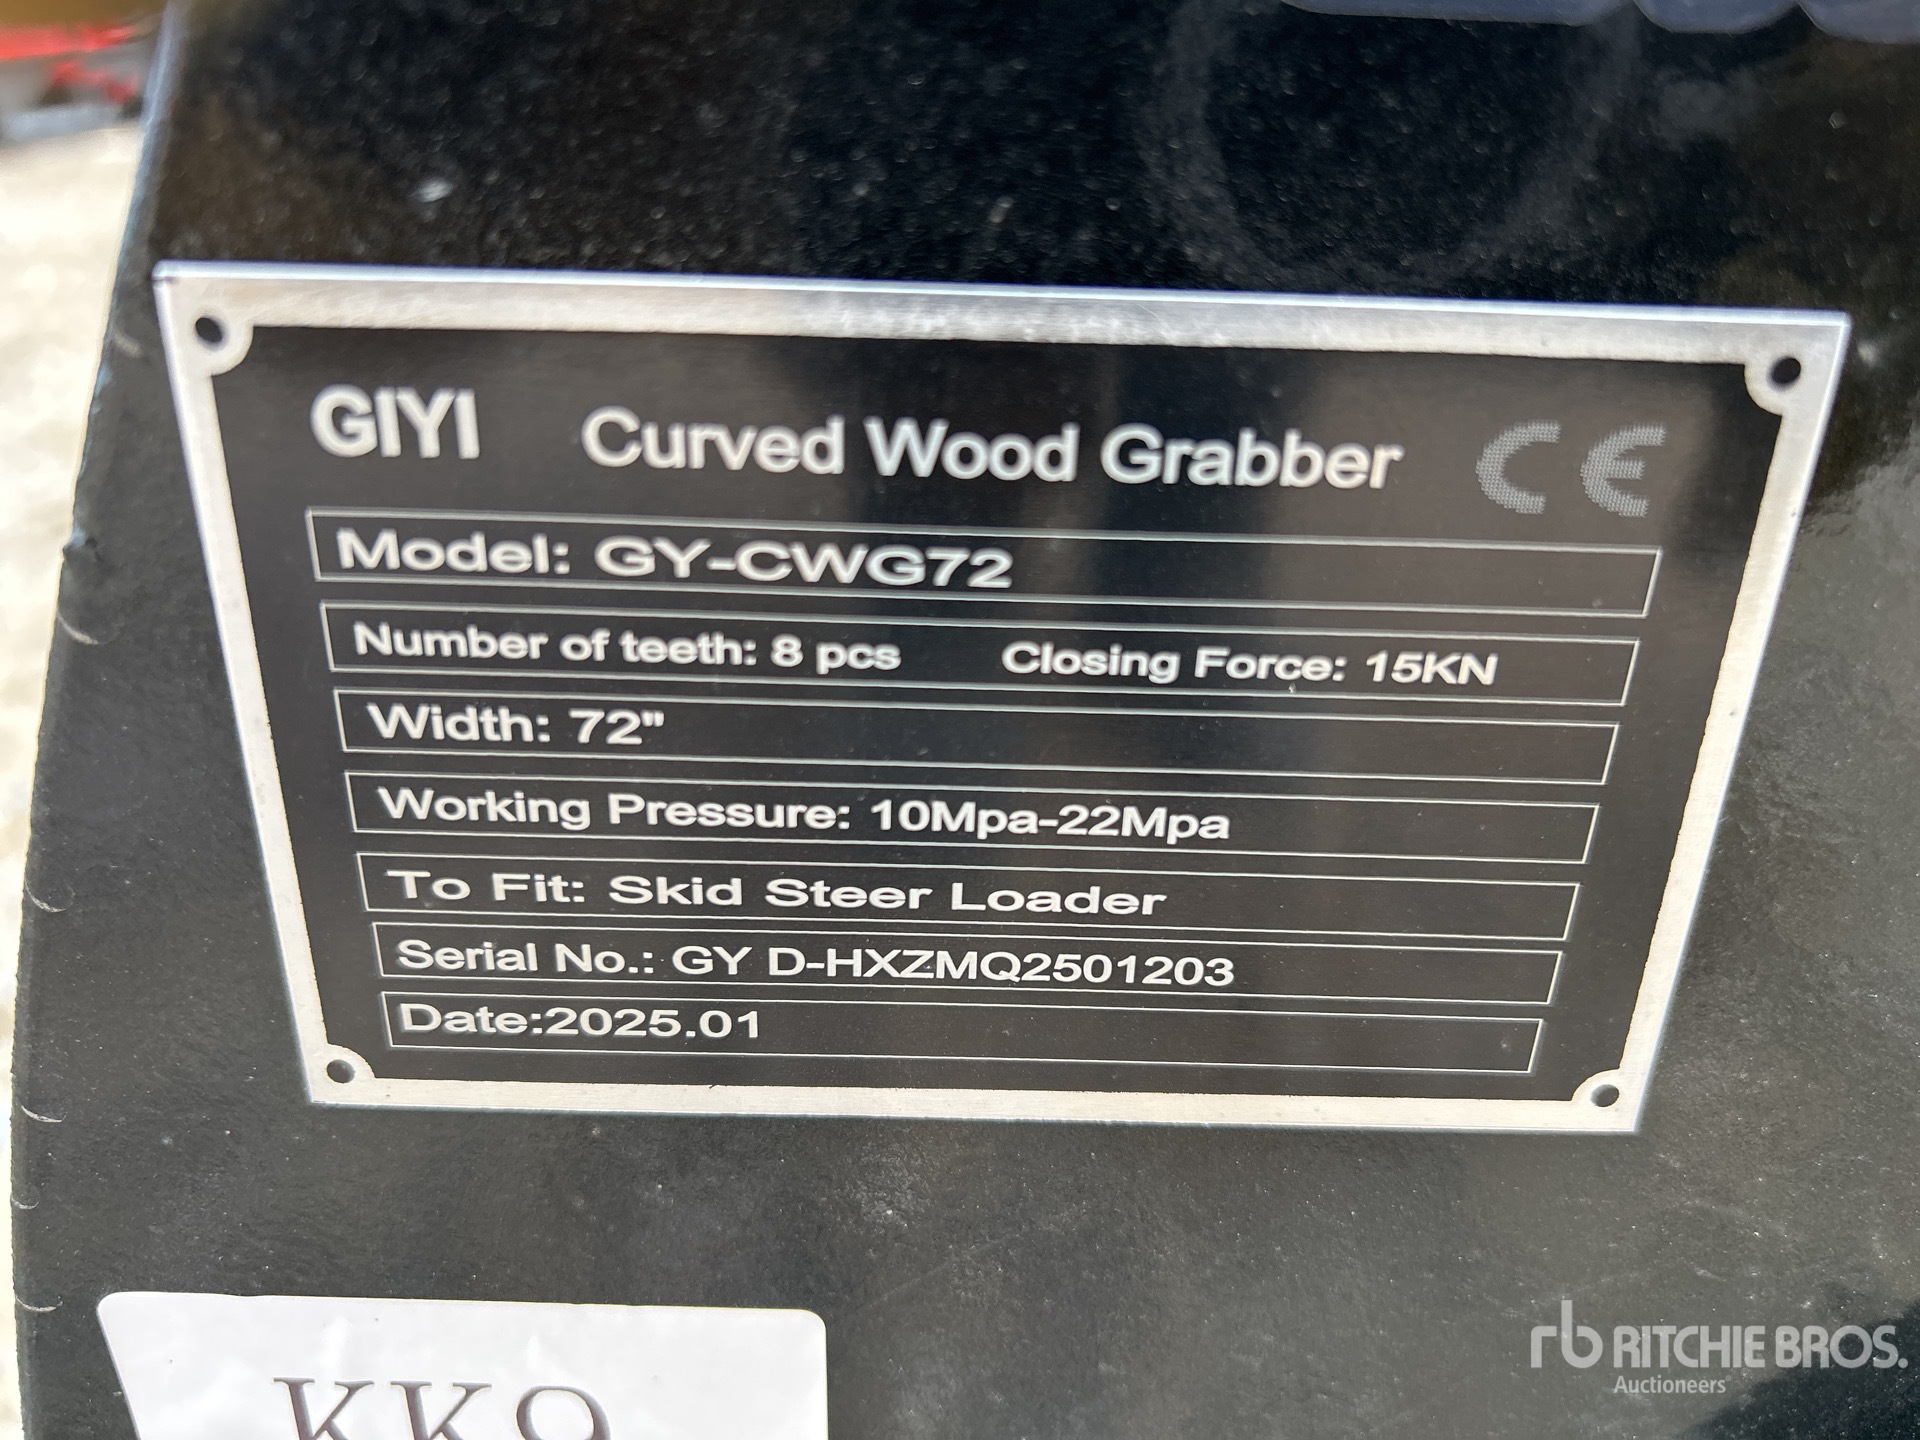 GIYI Curved Wood Grabber CE
Model: GY-CWG72
Number of teeth: 8 pcs Closing Force: 15KN
Width: 72"
Working Pressure: 10Mpa-22Mpa
To Fit: Skid Steer Loader
Serial No.: GY D-HXZMQ2501203
Date:2025.01
rb RITCHIE BROS.
Auctioneers